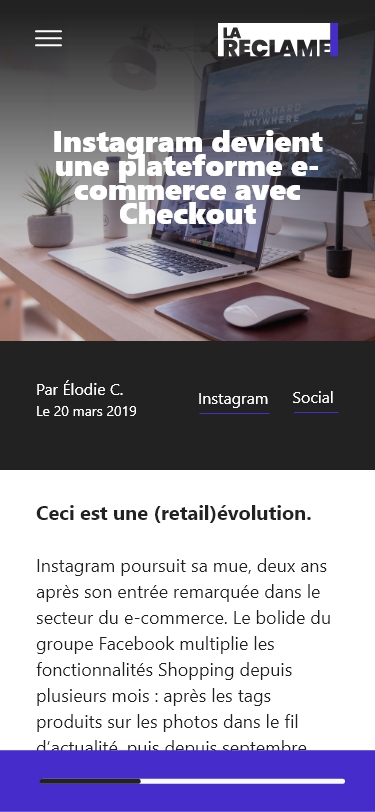 LA
RECLAME
WORK HARD
ANYWHERE
Instagram devient
une plateforme e-
commerce avec
Checkout
Par Élodie C.
Le 20 mars 2019
Instagram
Social
Ceci est une (retail)évolution.
Instagram poursuit sa mue, deux ans
après son entrée remarquée dans le
secteur du e-commerce. Le bolide du
groupe Facebook multiplie les
fonctionnalités Shopping depuis
plusieurs mois : après les tags
produits sur les photos dans le fil
d’actualité, puis depuis septembre